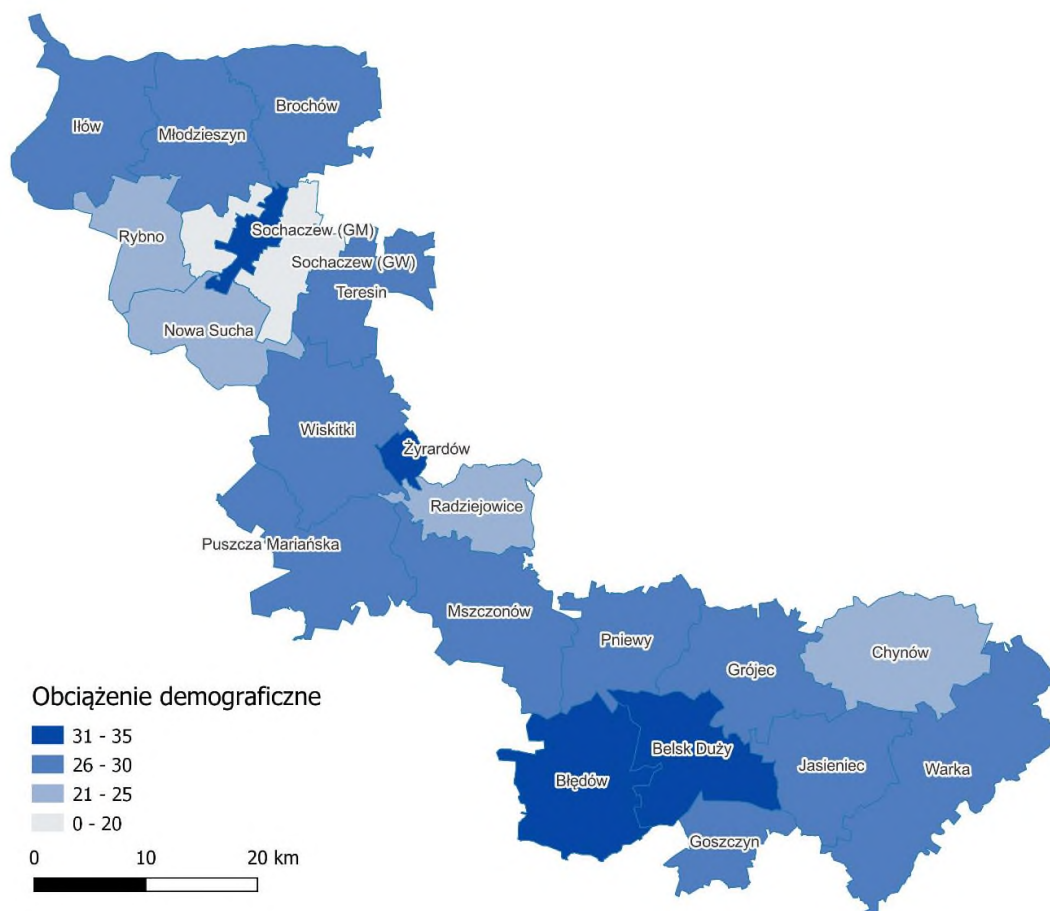 Brochów
Iłów
Młodzieszyn
Sochaczew (GM)
Rybno
Sochaczew (GW)
Teresin
Nowa Sucha
Wiskitki
Żyrardów
Radziejowice
Puszcza Mariańska
Mszczonów
Pniewy
Chynów
Grójec
Belsk Duży
Jasieniec
Warka
Błędów
Goszczyn
Obciążenie demograficzne
31 - 35
26 - 30
21 - 25
0 - 20
0 10 20 km